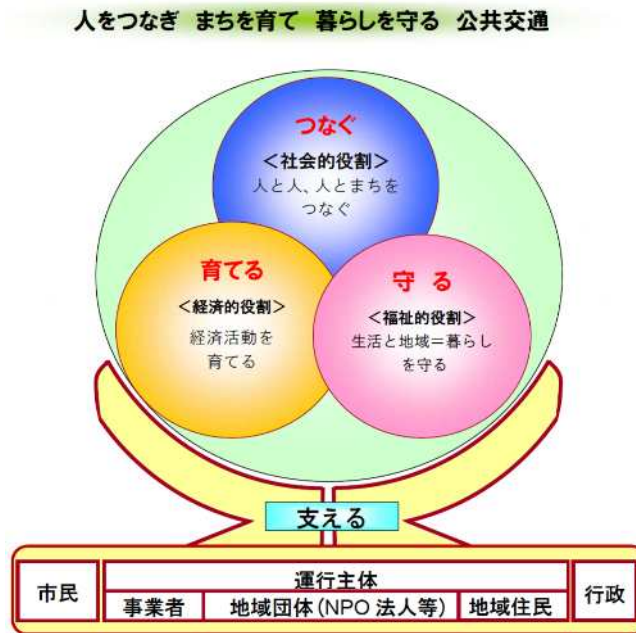 人をつなぎ まちを育て 暮らしを守る 公共交通
つなぐ
＜社会的役割＞
人と人、人とまちを
つなぐ
育てる
＜経済的役割＞
経済活動を
育てる
守 る
＜福祉的役割＞
生活と地域＝暮らし
を守る
支える
市民
運行主体
事業者
地域団体(NPO 法人等)
地域住民
行政